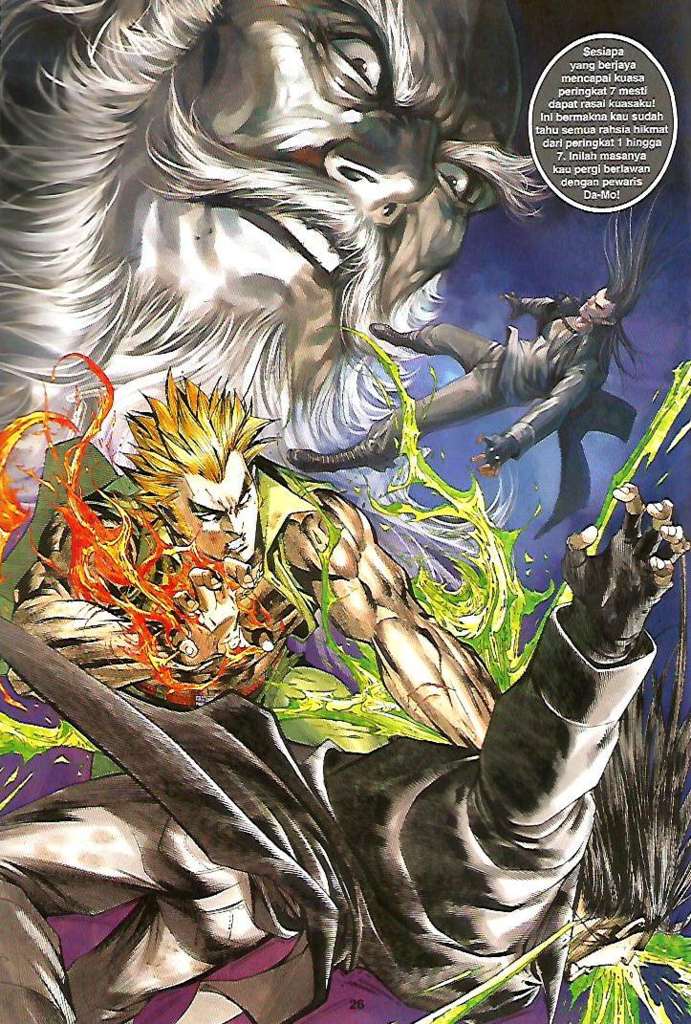 Sesiapa
yang berjaya
mencapai kuasa
peringkat 7 mesti
dapat rasai kuasaku!
Ini bermakna kau sudah
tahu semua rahsia hikmat
dari peringkat 1 hingga
7. Inilah masanya
kau pergi berlawan
dengan pewaris
Da-Mo!
26